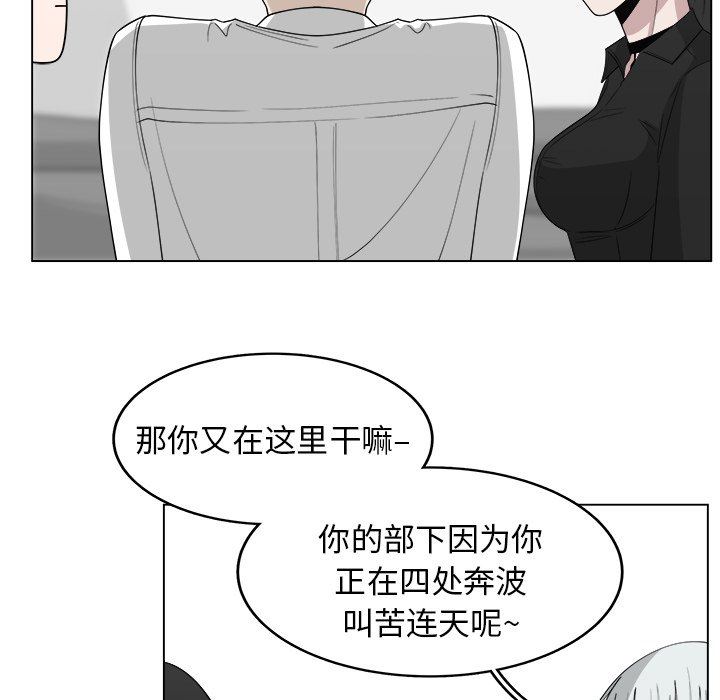 那你又在这里干嘛-
你的部下因为你
正在四处奔波
叫苦连天呢~